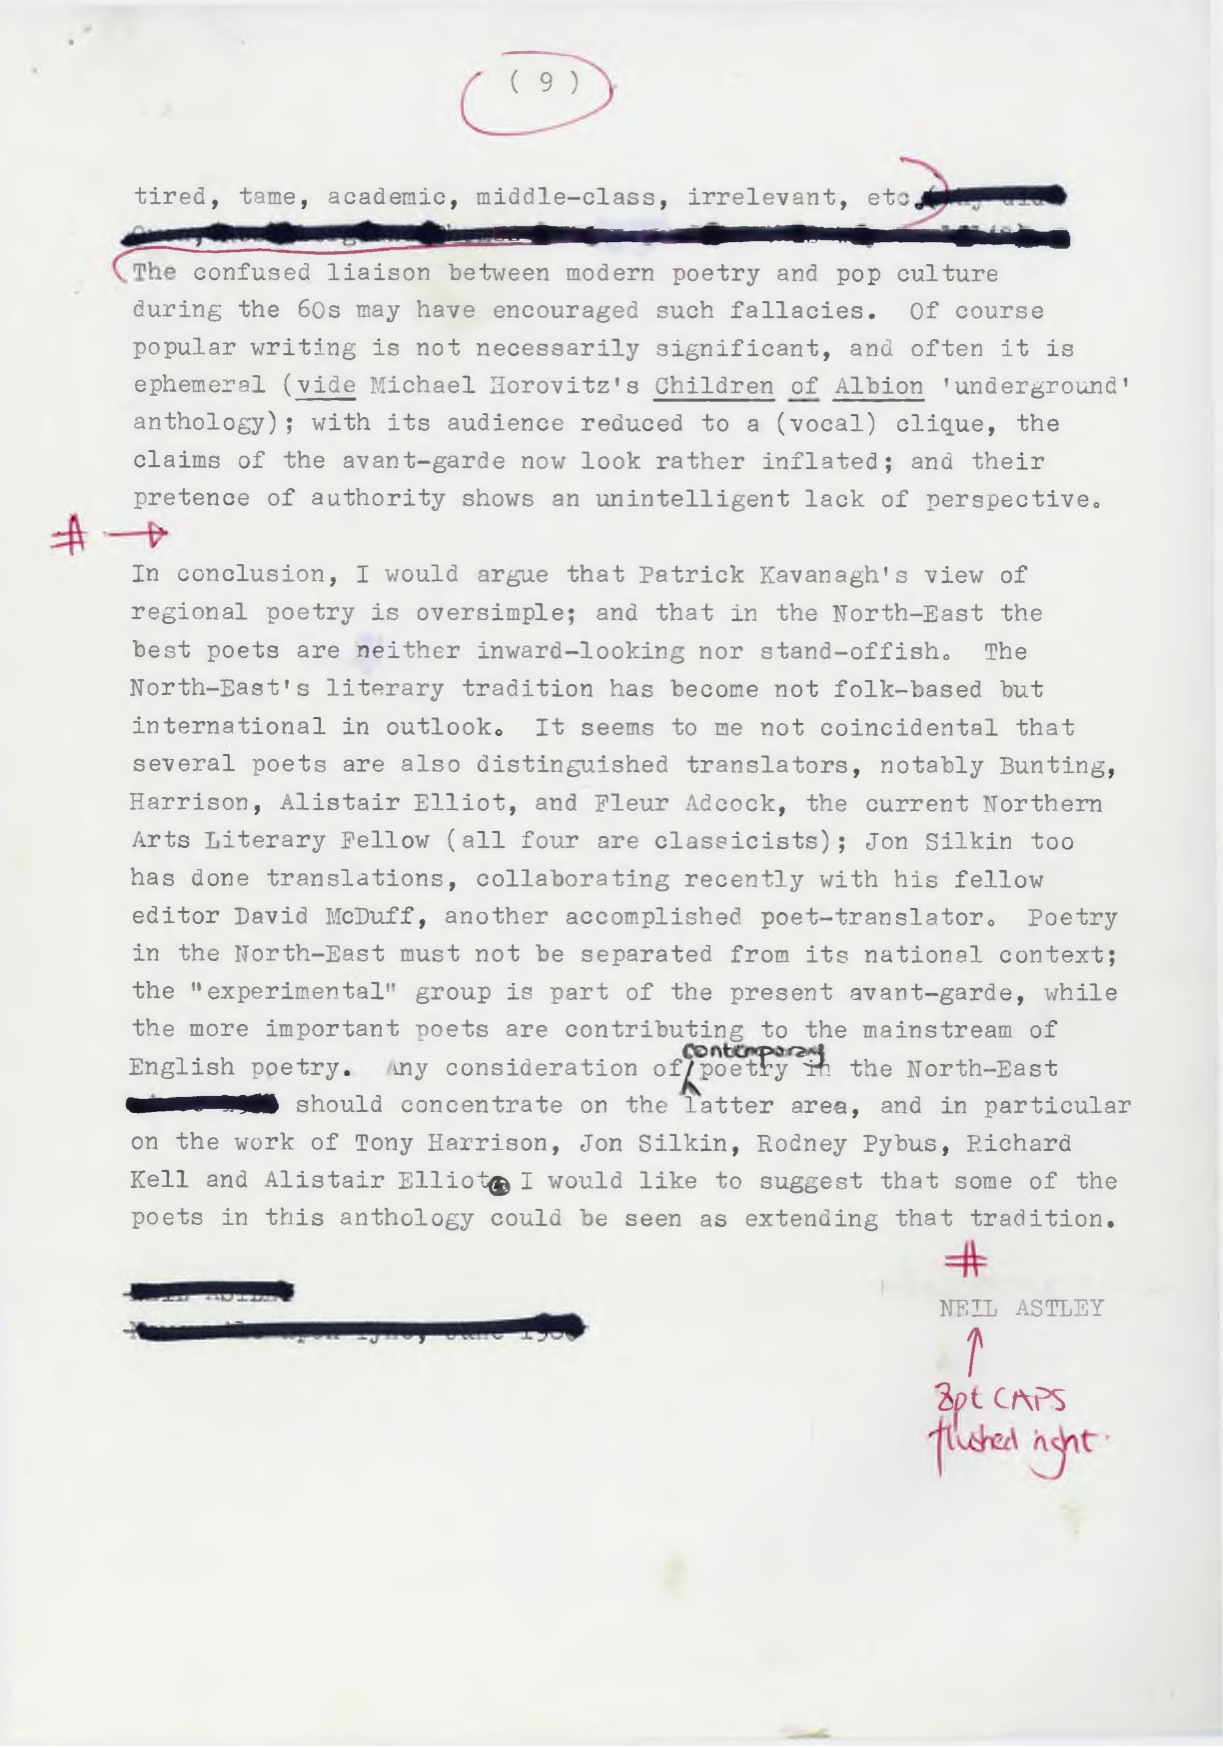 ( 9 )
tired, tame, academic, middle-class, irrelevant, etc.
The confused liaison between modern poetry and pop culture
during the 60s may have encouraged such fallacies.  Of course
popular writing is not necessarily significant, and often it is
ephemeral (vide Michael Horovitz's Children of Albion 'underground'
anthology); with its audience reduced to a (vocal) clique, the
claims of the avant-garde now look rather inflated; and their
pretence of authority shows an unintelligent lack of perspective.
# →
In conclusion, I would argue that Patrick Kavanagh's view of
regional poetry is oversimple; and that in the North-East the
best poets are neither inward-looking nor stand-offish.  The
North-East's literary tradition has become not folk-based but
international in outlook.  It seems to me not coincidental that
several poets are also distinguished translators, notably Bunting,
Harrison, Alistair Elliot, and Fleur Adcock, the current Northern
Arts Literary Fellow (all four are classicists); Jon Silkin too
has done translations, collaborating recently with his fellow
editor David McDuff, another accomplished poet-translator.  Poetry
in the North-East must not be separated from its national context;
the "experimental" group is part of the present avant-garde, while
the more important poets are contributing to the mainstream of
contemporary
English poetry.  Any consideration of poetry in the North-East
should concentrate on the latter area, and in particular
on the work of Tony Harrison, Jon Silkin, Rodney Pybus, Richard
Kell and Alistair Elliot. I would like to suggest that some of the
poets in this anthology could be seen as extending that tradition.
#
NEIL ASTLEY
8pt CAPS
flushed right.